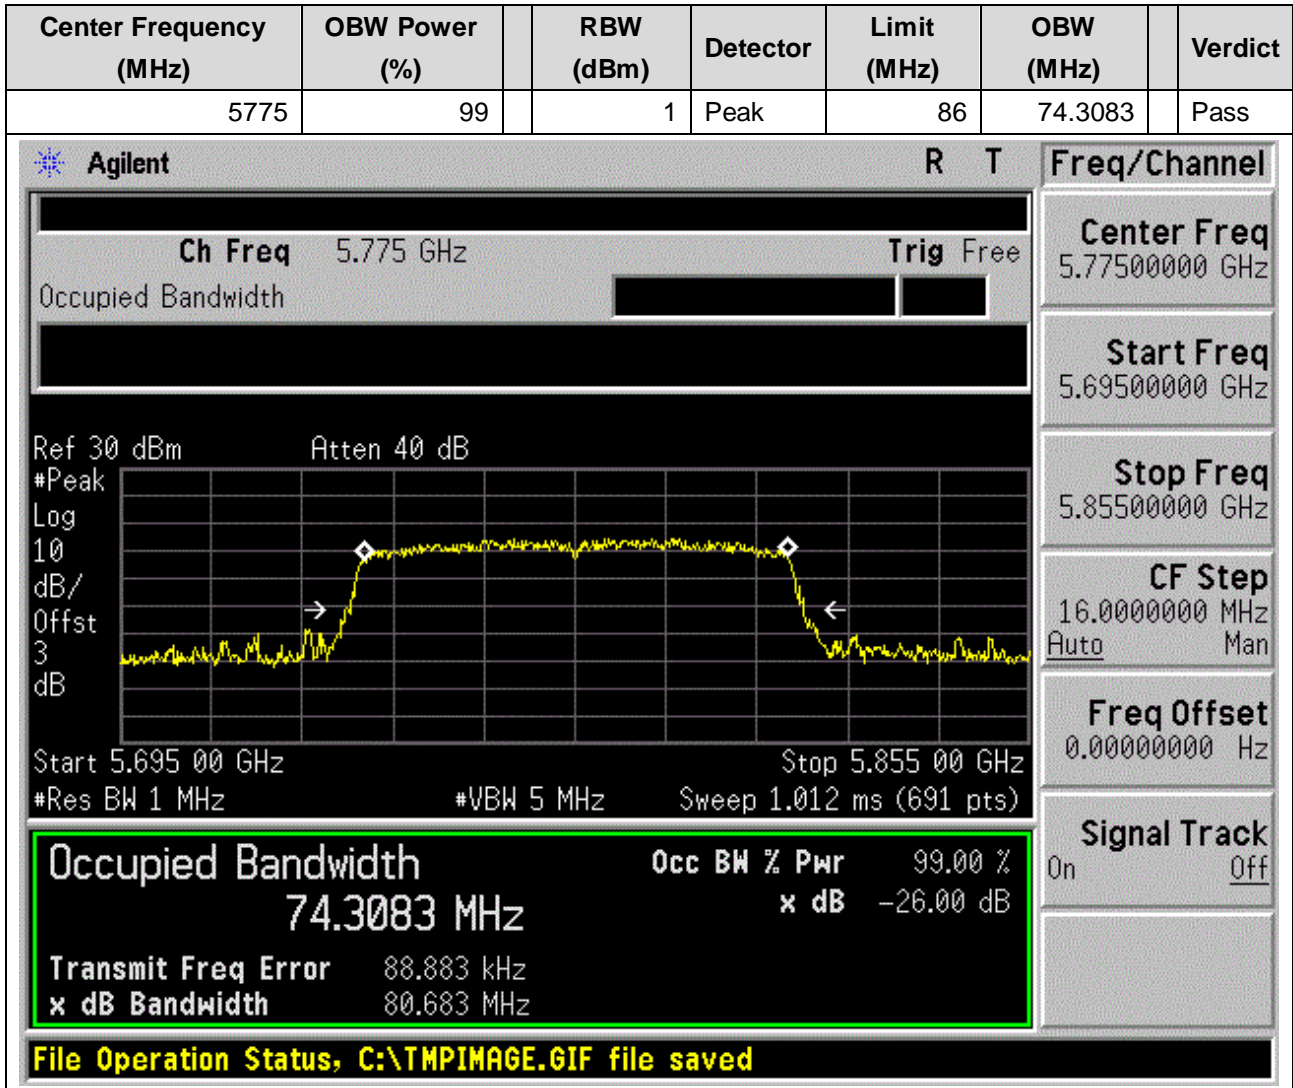 Center Frequency (MHz) OBW Power (%) RBW (dBm) Detector Limit (MHz) OBW (MHz) Verdict
5775 99 1 Peak 86 74.3083 Pass
Agilent R T
Ch Freq 5.775 GHz Trig Free
Occupied Bandwidth
Ref 30 dBm Atten 40 dB
#Peak
Log
10
dB/
Offst
3
dB
Start 5.695 00 GHz Stop 5.855 00 GHz
#Res BW 1 MHz #VBW 5 MHz Sweep 1.012 ms (691 pts)
Occupied Bandwidth
74.3083 MHz
Occ BW % Pwr 99.00 %
x dB -26.00 dB
Transmit Freq Error 88.883 kHz
x dB Bandwidth 80.683 MHz
File Operation Status, C:\TMPIMAGE.GIF file saved
Freq/Channel
Center Freq
5.77500000 GHz
Start Freq
5.69500000 GHz
Stop Freq
5.85500000 GHz
CF Step
16.0000000 MHz
Auto Man
Freq Offset
0.00000000 Hz
Signal Track
On Off